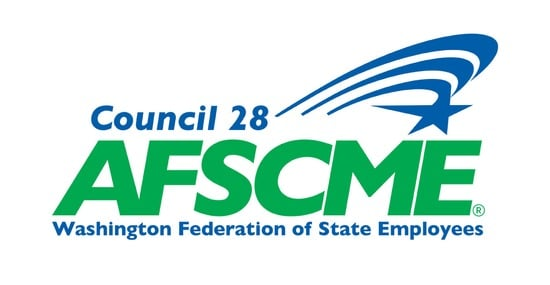 Council 28
AFSCME®
Washington Federation of State Employees